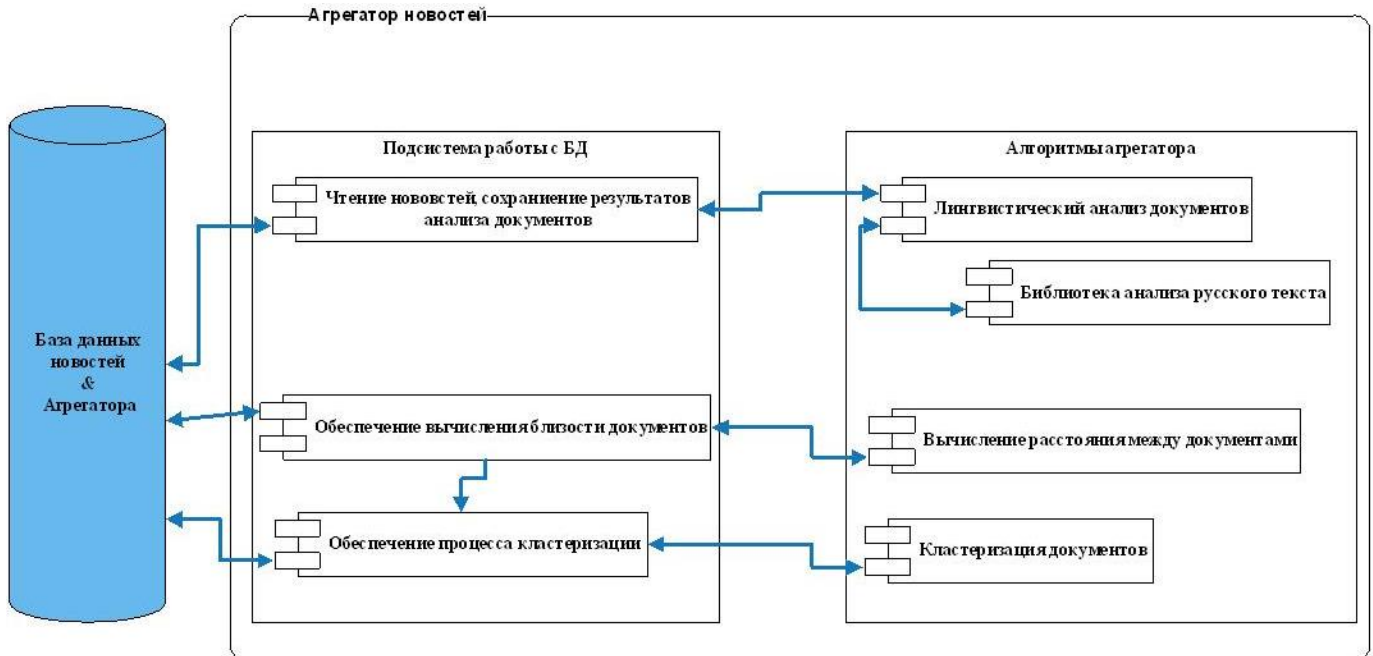 Агрегатор новостей
База данных
новостей
&
Агрегатора
Подсистема работы с БД
Чтение нововстей, сохраниение результатов
анализа документов
Обеспечение вычисления близости документов
Обеспечение процесса кластеризации
Алгоритмы агрегатора
Лингвистический анализ документов
Библиотека анализа русского текста
Вычисление расстояния между документами
Кластеризация документов